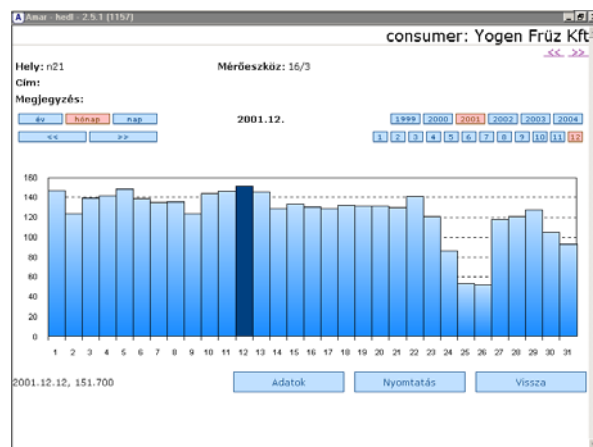 Amar - hedl - 2.5.1 (1157)
consumer: Yogen Früz Kft
<< >>
Hely: n21 Mérőeszköz: 16/3
Cím:
Megjegyzés:
év hónap nap 2001.12. 1999 2000 2001 2002 2003 2004
<< >> 1 2 3 4 5 6 7 8 9 10 11 12
160
140
120
100
80
60
40
20
0
1 2 3 4 5 6 7 8 9 10 11 12 13 14 15 16 17 18 19 20 21 22 23 24 25 26 27 28 29 30 31
2001.12.12, 151.700 Adatok Nyomtatás Vissza